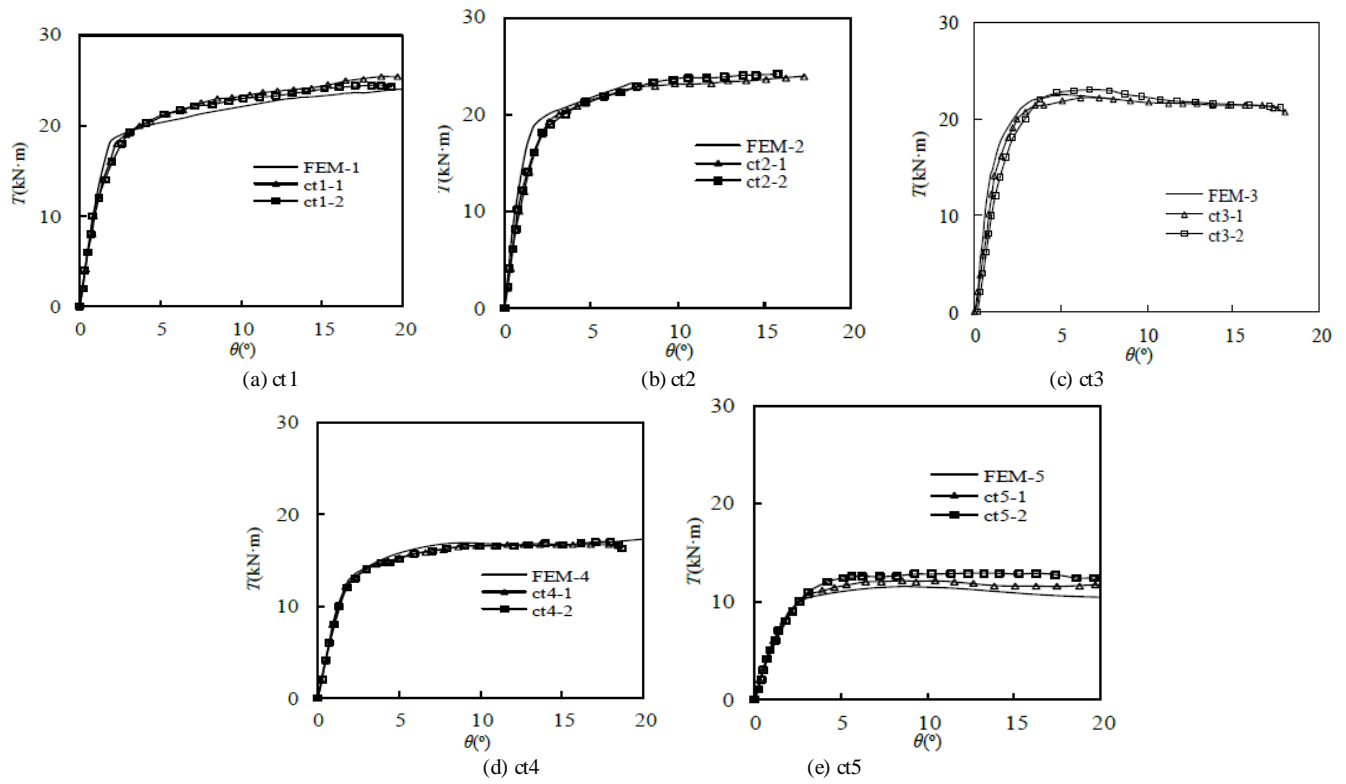 30
20
10
0
T(kN·m)
FEM-1
ct1-1
ct1-2
0 5 10 15 20
θ(°)
(a) ct1
30
20
10
0
T(kN·m)
FEM-2
ct2-1
ct2-2
0 5 10 15 20
θ(°)
(b) ct2
30
20
10
0
T(kN·m)
FEM-3
ct3-1
ct3-2
0 5 10 15 20
θ(°)
(c) ct3
30
20
10
0
T(kN·m)
FEM-4
ct4-1
ct4-2
0 5 10 15 20
θ(°)
(d) ct4
30
20
10
0
T(kN·m)
FEM-5
ct5-1
ct5-2
0 5 10 15 20
θ(°)
(e) ct5